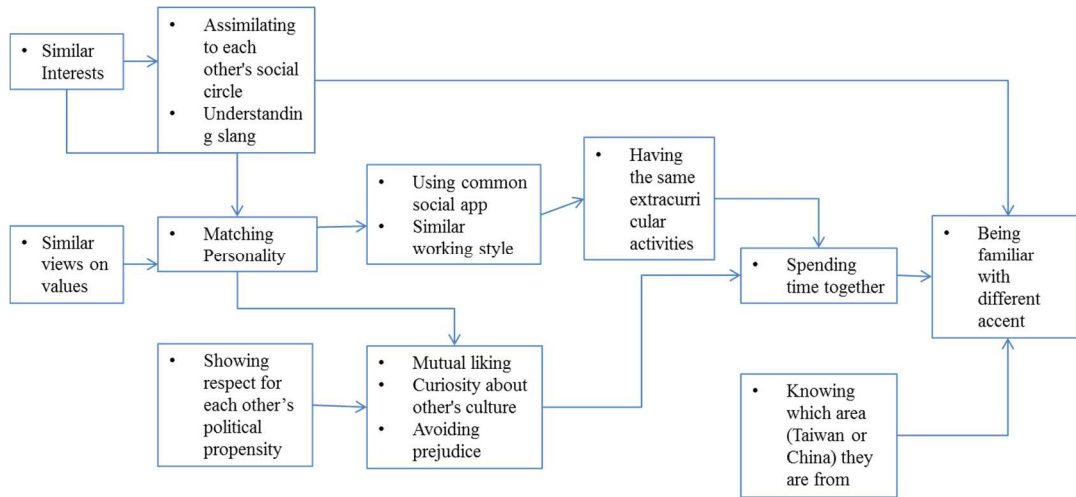 • Similar
Interests
• Assimilating
to each
other's social
circle
• Understandin
g slang
• Similar
views on
values
• Matching
Personality
• Using common
social app
• Similar
working style
• Having
the same
extracurri
cular
activities
• Spending
time together
• Being
familiar
with
different
accent
• Showing
respect for
each other’s
political
propensity
• Mutual liking
• Curiosity about
other's culture
• Avoiding
prejudice
• Knowing
which area
(Taiwan or
China) they
are from